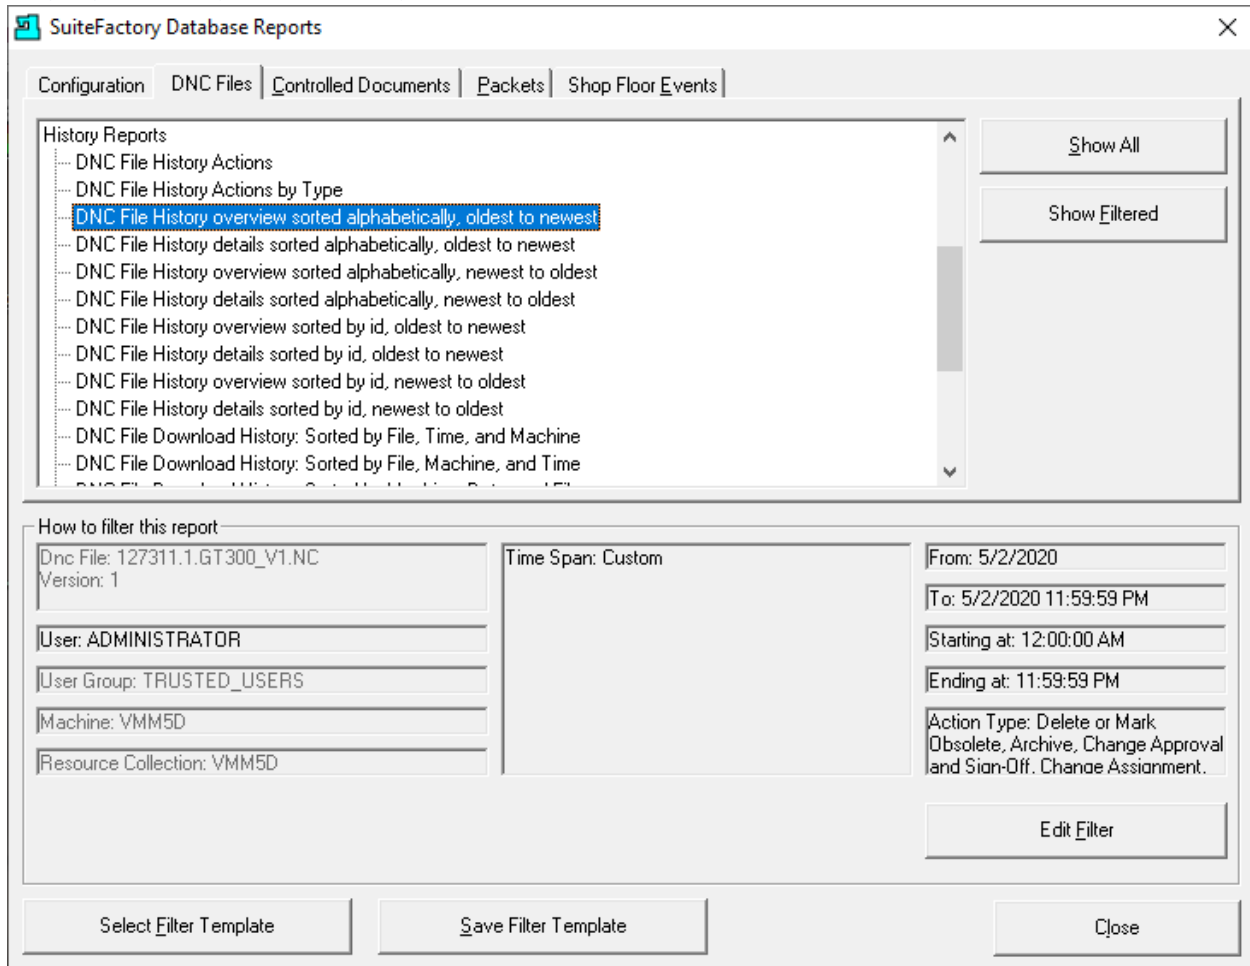 SuiteFactory Database Reports
Configuration
DNC Files
Controlled Documents
Packets
Shop Floor Events
History Reports
DNC File History Actions
DNC File History Actions by Type
DNC File History overview sorted alphabetically, oldest to newest
DNC File History details sorted alphabetically, oldest to newest
DNC File History overview sorted alphabetically, newest to oldest
DNC File History details sorted alphabetically, newest to oldest
DNC File History overview sorted by id, oldest to newest
DNC File History details sorted by id, oldest to newest
DNC File History overview sorted by id, newest to oldest
DNC File History details sorted by id, newest to oldest
DNC File Download History: Sorted by File, Time, and Machine
DNC File Download History: Sorted by File, Machine, and Time
Show All
Show Filtered
How to filter this report
Dnc File: 127311.1.GT300_V1.NC
Version: 1
User: ADMINISTRATOR
User Group: TRUSTED_USERS
Machine: VMM5D
Resource Collection: VMM5D
Time Span: Custom
From: 5/2/2020
To: 5/2/2020 11:59:59 PM
Starting at: 12:00:00 AM
Ending at: 11:59:59 PM
Action Type: Delete or Mark
Obsolete, Archive, Change Approval
and Sign-Off, Change Assignment,
Edit Filter
Select Filter Template
Save Filter Template
Close